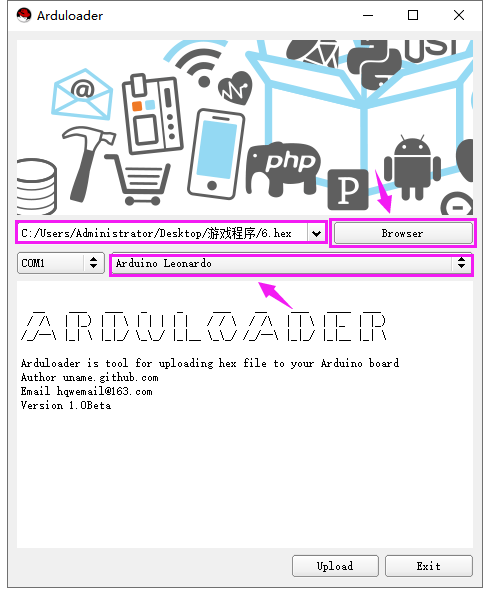 Arduloader
USI
@
php
P
C:/Users/Administrator/Desktop/游戏程序/6.hex
Browser
COM1
Arduino Leonardo
ARDULOADER
Arduloader is tool for uploading hex file to your Arduino board
Author uname.github.com
Email hqwemail@163.com
Version 1.0Beta
Upload
Exit